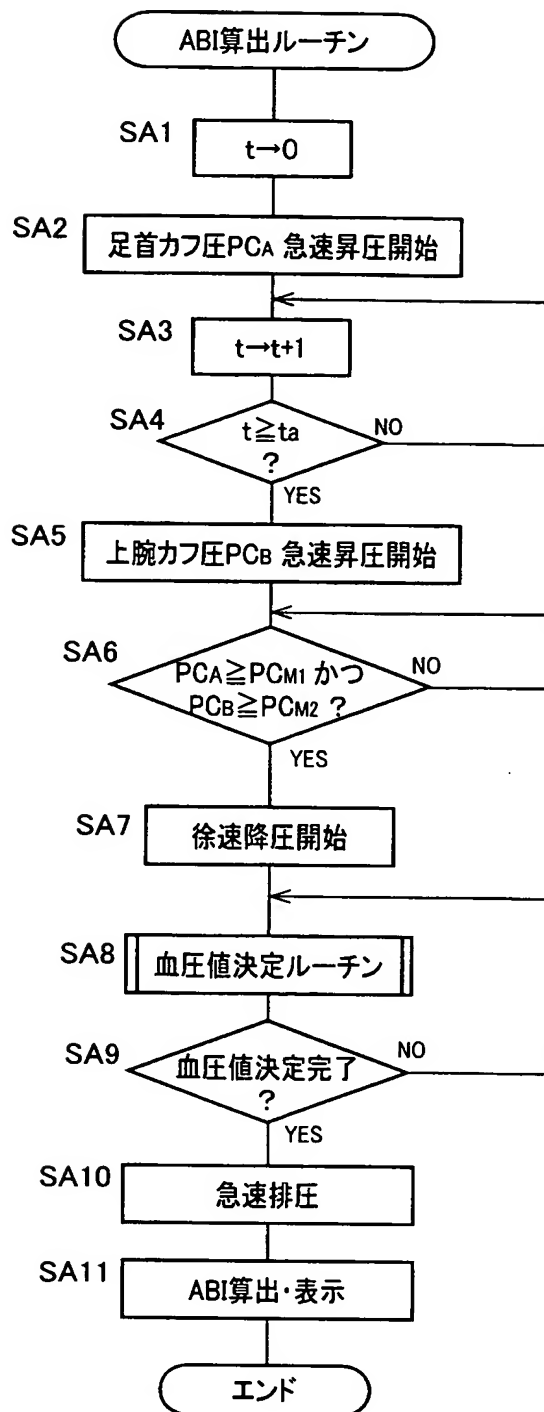 ABI算出ルーチン
SA1
t→0
SA2
足首カフ圧PCA 急速昇圧開始
SA3
t→t+1
SA4
t≧ta
?
NO
YES
SA5
上腕カフ圧PCB 急速昇圧開始
SA6
PCA≧PCM1 かつ
PCB≧PCM2 ?
NO
YES
SA7
徐速降圧開始
SA8
血圧値決定ルーチン
SA9
血圧値決定完了
?
NO
YES
SA10
急速排圧
SA11
ABI算出・表示
エンド